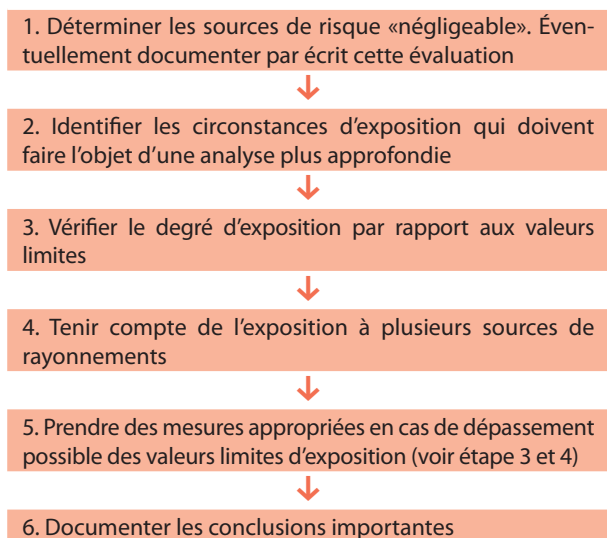 1. Déterminer les sources de risque «négligeable». Éven-
tuellement documenter par écrit cette évaluation
2. Identifier les circonstances d'exposition qui doivent
faire l'objet d'une analyse plus approfondie
3. Vérifier le degré d'exposition par rapport aux valeurs
limites
4. Tenir compte de l'exposition à plusieurs sources de
rayonnements
5. Prendre des mesures appropriées en cas de dépassement
possible des valeurs limites d'exposition (voir étape 3 et 4)
6. Documenter les conclusions importantes